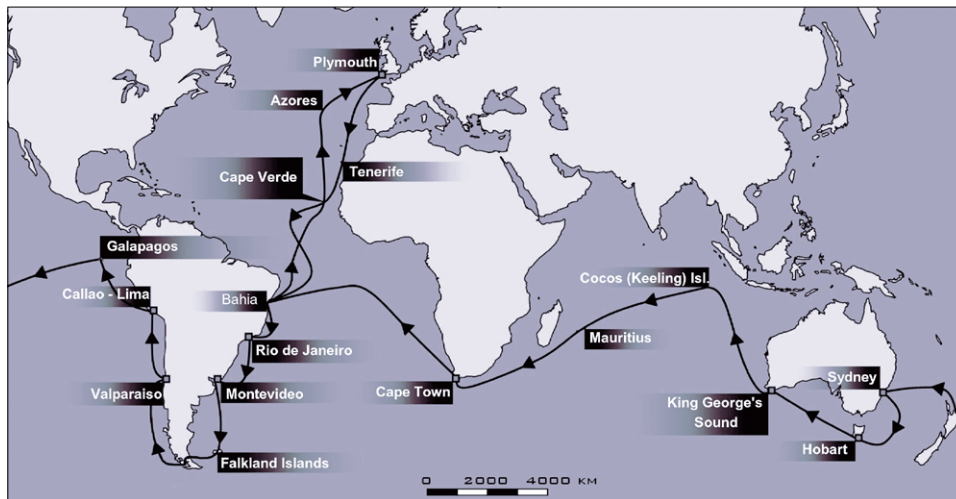 Plymouth
Azores
Cape Verde
Tenerife
Galapagos
Callao - Lima
Bahia
Cocos (Keeling) Isl.
Rio de Janeiro
Mauritius
Valparaiso
Montevideo
Cape Town
Sydney
King George's
Sound
Hobart
Falkland Islands
0 2000 4000 KM